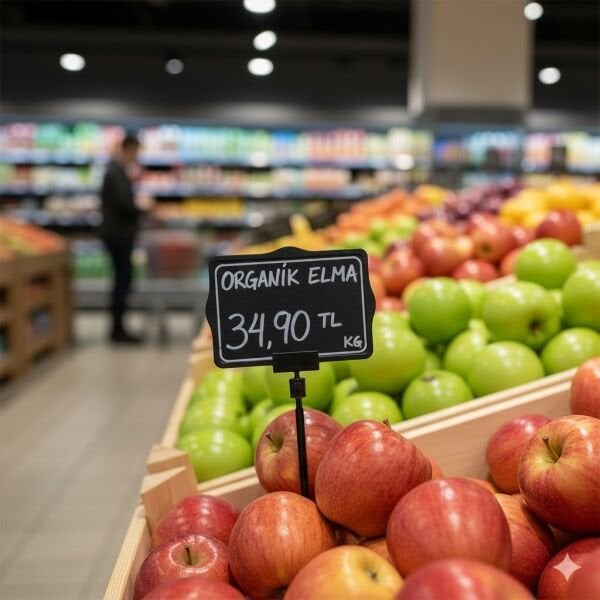 ORGANİK ELMA
34,90 TL
KG